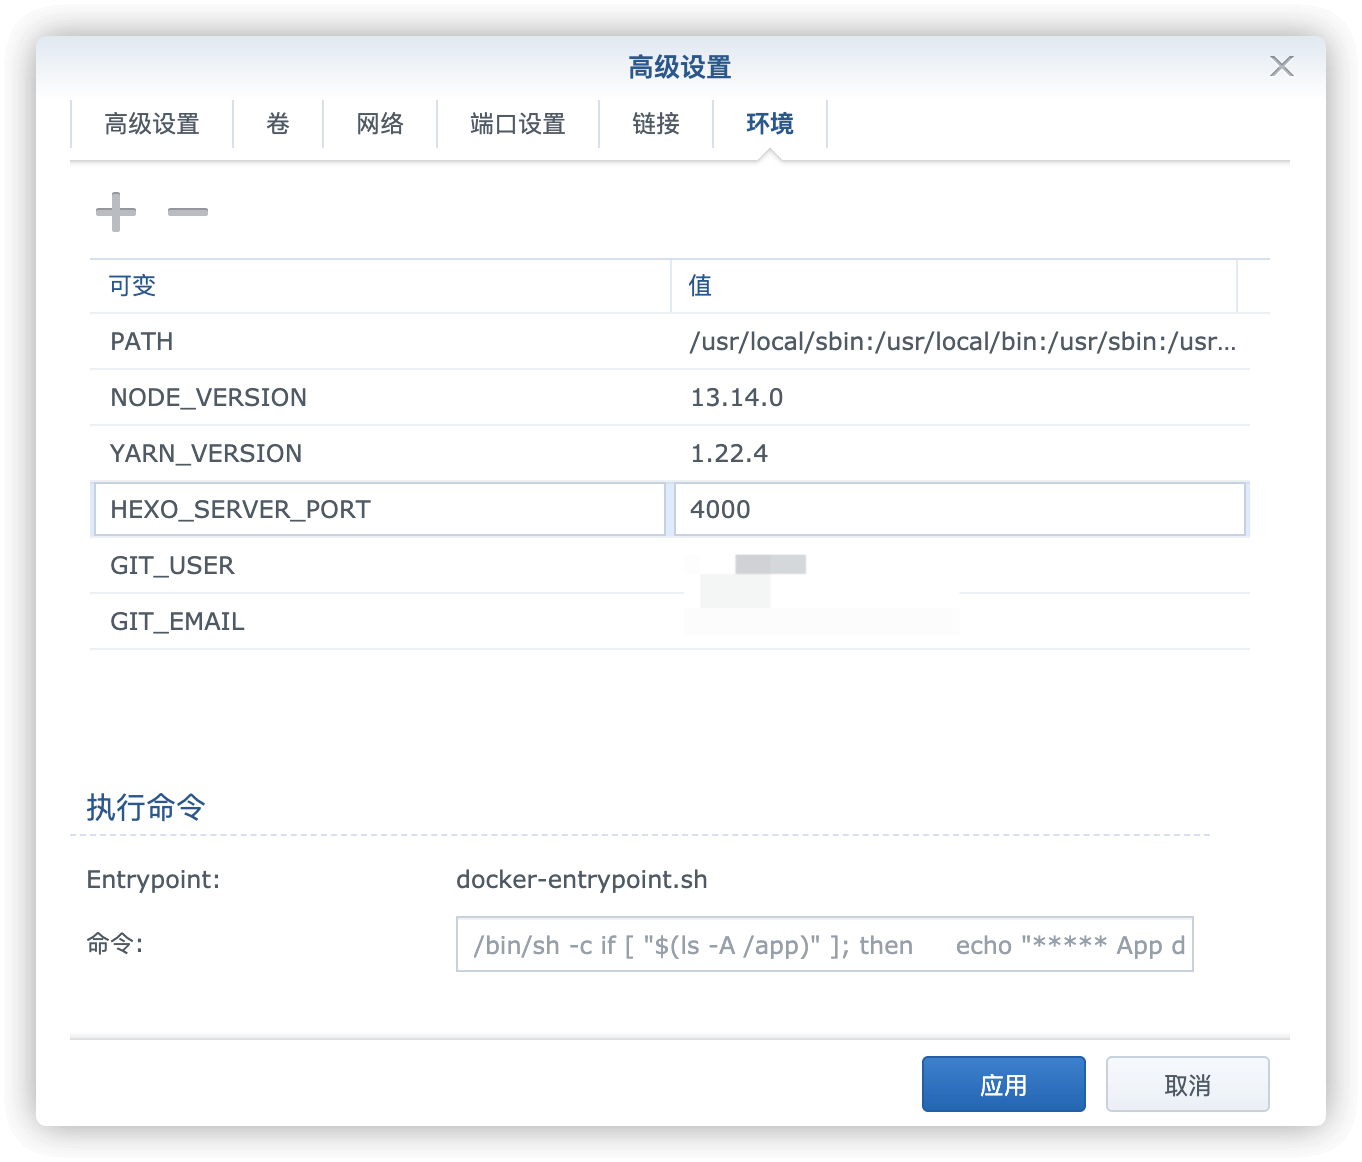 高级设置
高级设置 卷 网络 端口设置 链接 环境
可变 值
PATH /usr/local/sbin:/usr/local/bin:/usr/sbin:/usr...
NODE_VERSION 13.14.0
YARN_VERSION 1.22.4
HEXO_SERVER_PORT 4000
GIT_USER
GIT_EMAIL
执行命令
Entrypoint: docker-entrypoint.sh
命令: /bin/sh -c if [ "$(ls -A /app)" ]; then echo "***** App d
应用 取消